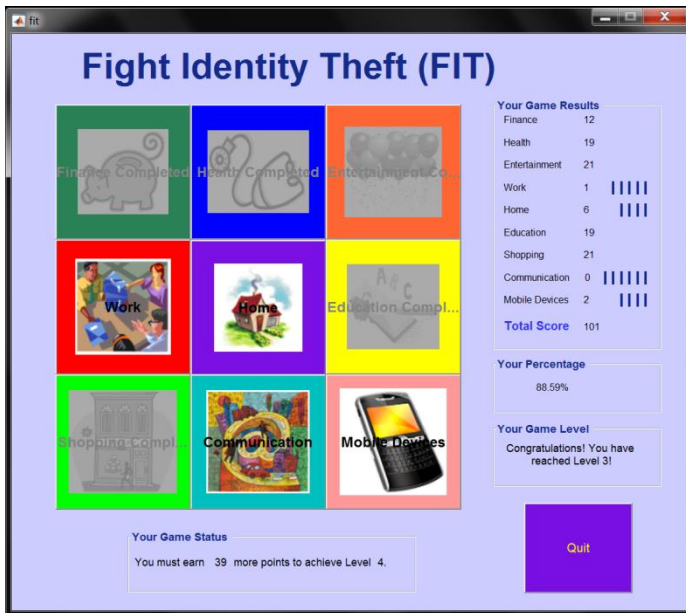 fit
Fight Identity Theft (FIT)
Finance Completed
Health Completed
Entertainment Co...
Work
Home
Education Compl...
Shopping Compl...
Communication
Mobile Devices
Your Game Results
Finance 12
Health 19
Entertainment 21
Work 1
Home 6
Education 19
Shopping 21
Communication 0
Mobile Devices 2
Total Score 101
Your Percentage
88.59%
Your Game Level
Congratulations! You have
reached Level 3!
Your Game Status
You must earn 39 more points to achieve Level 4.
Quit